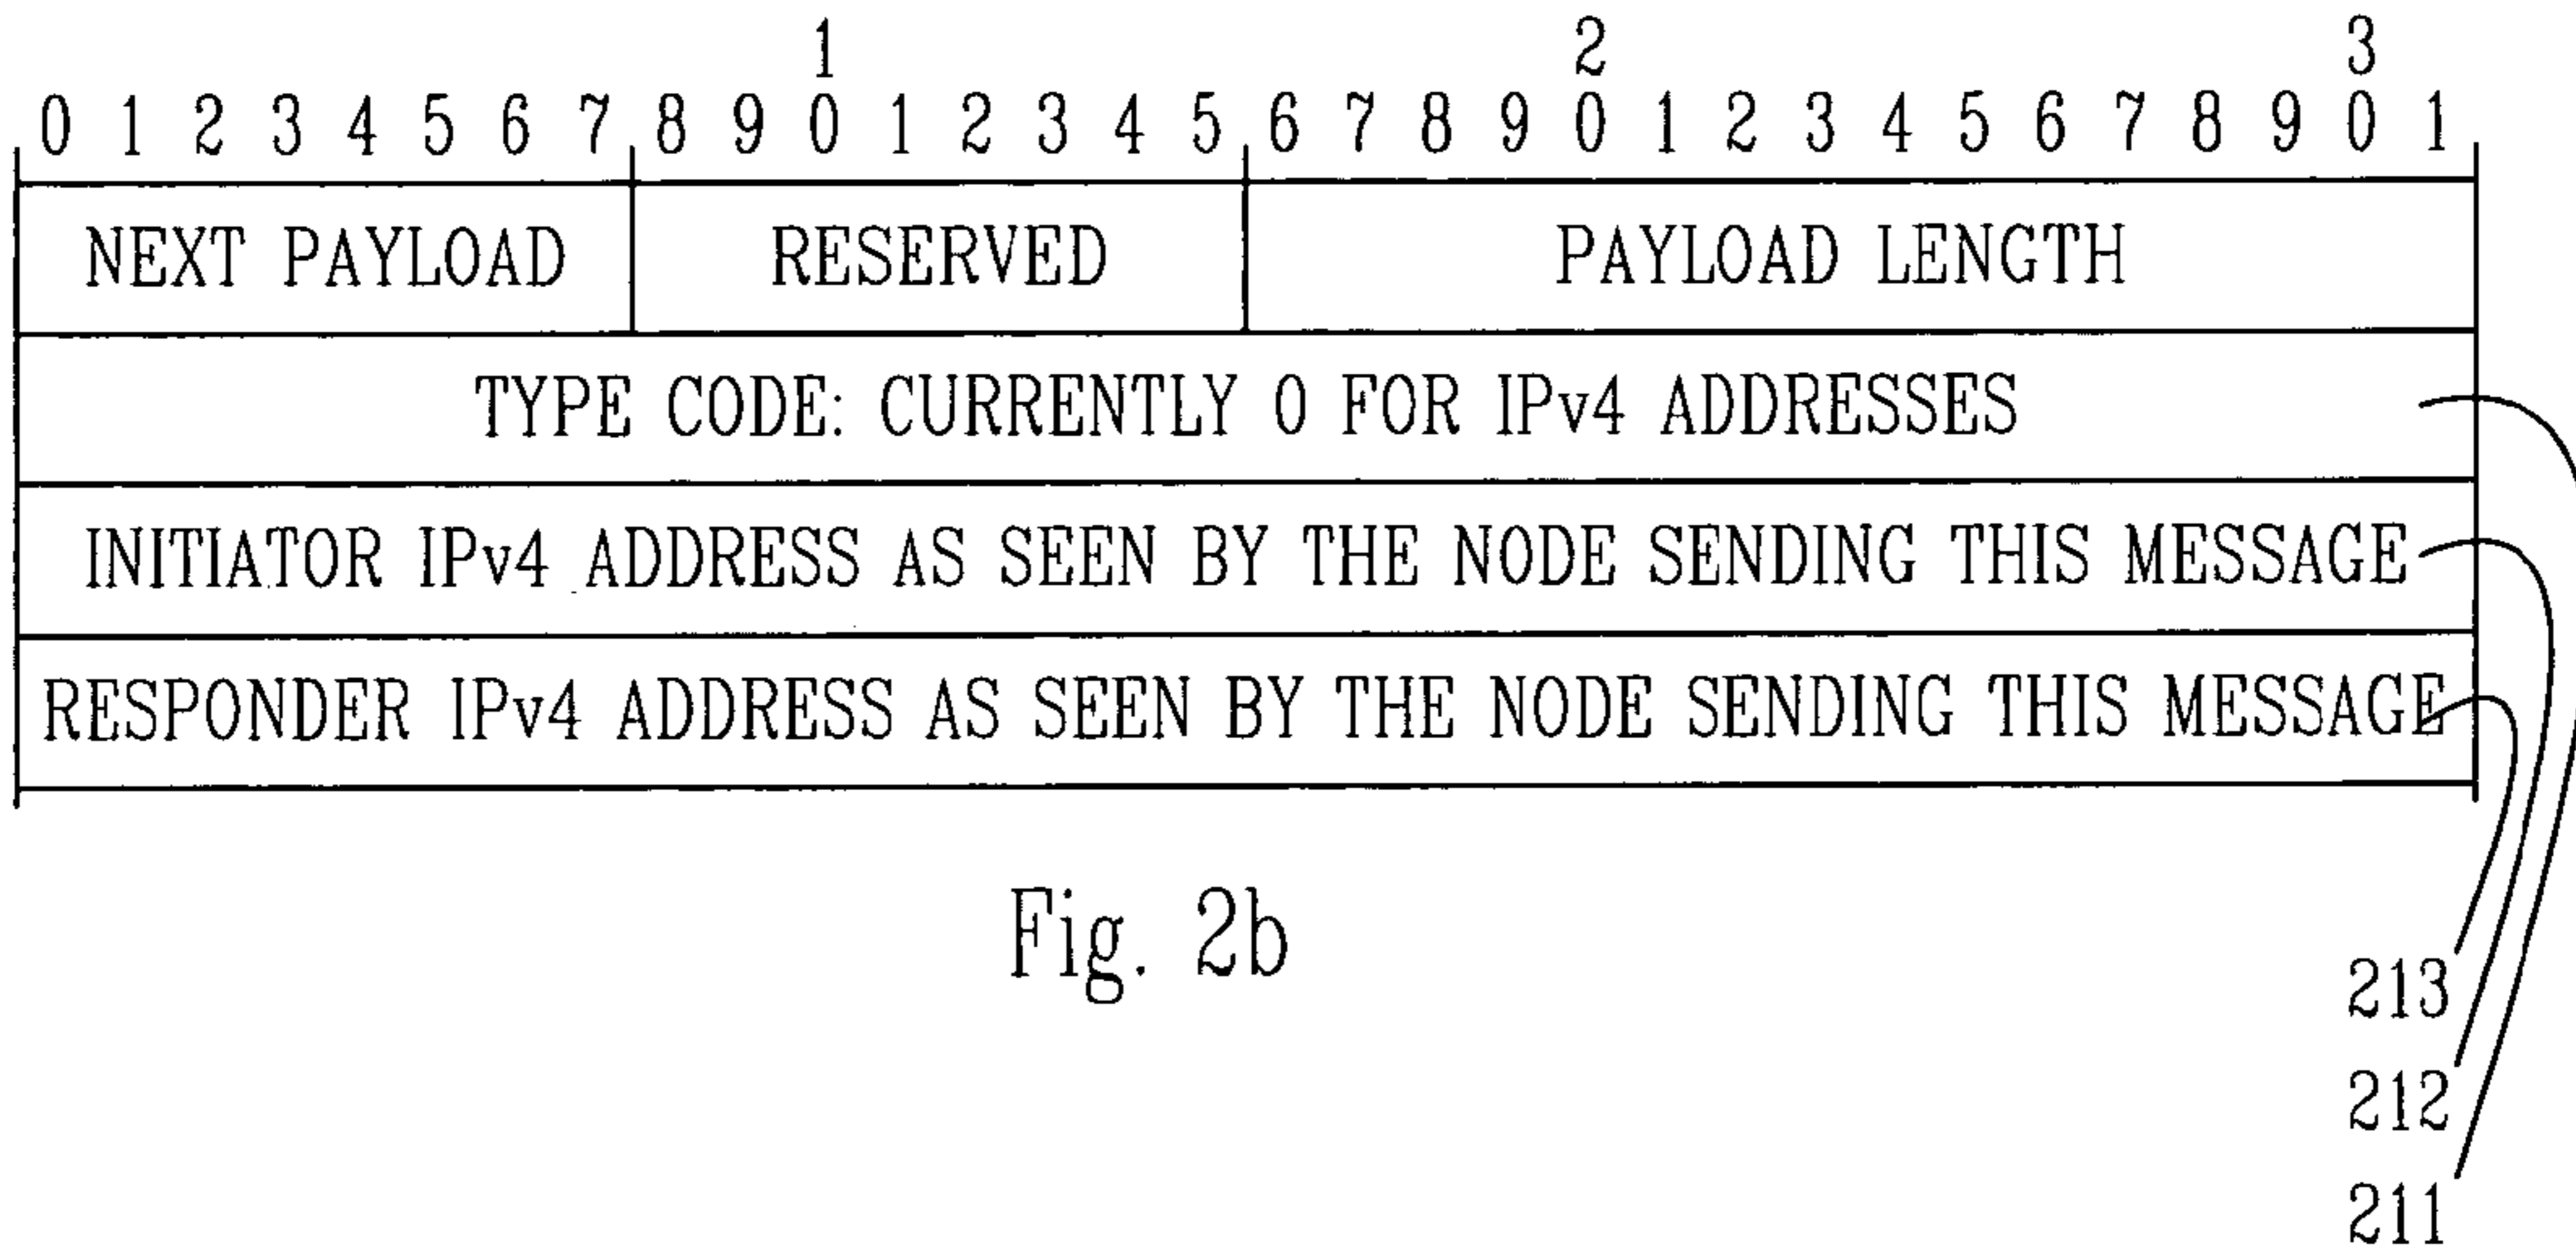 1 2 3
0 1 2 3 4 5 6 7 8 9 0 1 2 3 4 5 6 7 8 9 0 1 2 3 4 5 6 7 8 9 0 1
NEXT PAYLOAD RESERVED PAYLOAD LENGTH
TYPE CODE: CURRENTLY 0 FOR IPv4 ADDRESSES
INITIATOR IPv4 ADDRESS AS SEEN BY THE NODE SENDING THIS MESSAGE
RESPONDER IPv4 ADDRESS AS SEEN BY THE NODE SENDING THIS MESSAGE
Fig. 2b
213
212
211